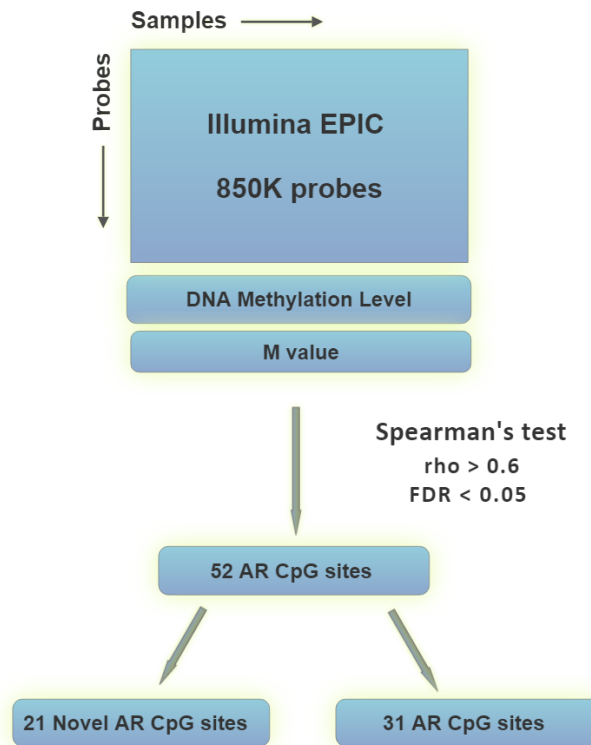 Samples
Probes
Illumina EPIC
850K probes
DNA Methylation Level
M value
Spearman's test
rho > 0.6
FDR < 0.05
52 AR CpG sites
21 Novel AR CpG sites
31 AR CpG sites